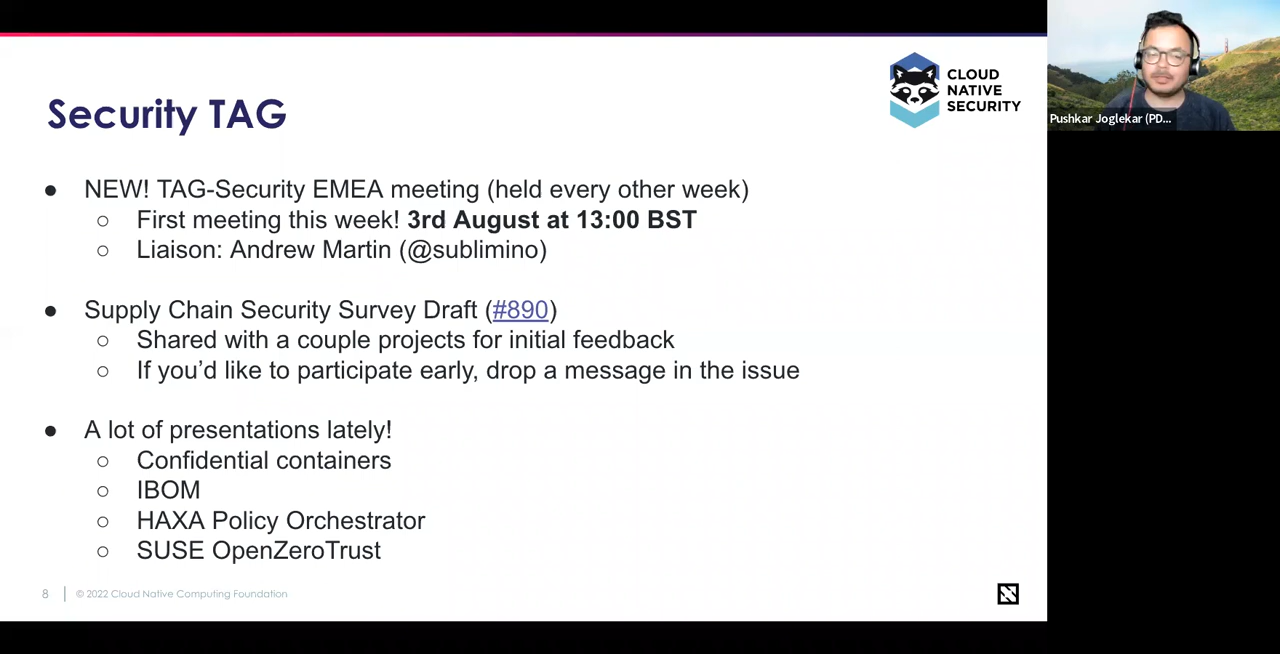 CLOUD
NATIVE
SECURITY
Pushkar Joglekar (PD...
Security TAG
● NEW! TAG-Security EMEA meeting (held every other week)
○ First meeting this week! 3rd August at 13:00 BST
○ Liaison: Andrew Martin (@sublimino)
● Supply Chain Security Survey Draft (#890)
○ Shared with a couple projects for initial feedback
○ If you’d like to participate early, drop a message in the issue
● A lot of presentations lately!
○ Confidential containers
○ IBOM
○ HAXA Policy Orchestrator
○ SUSE OpenZeroTrust
8 | © 2022 Cloud Native Computing Foundation